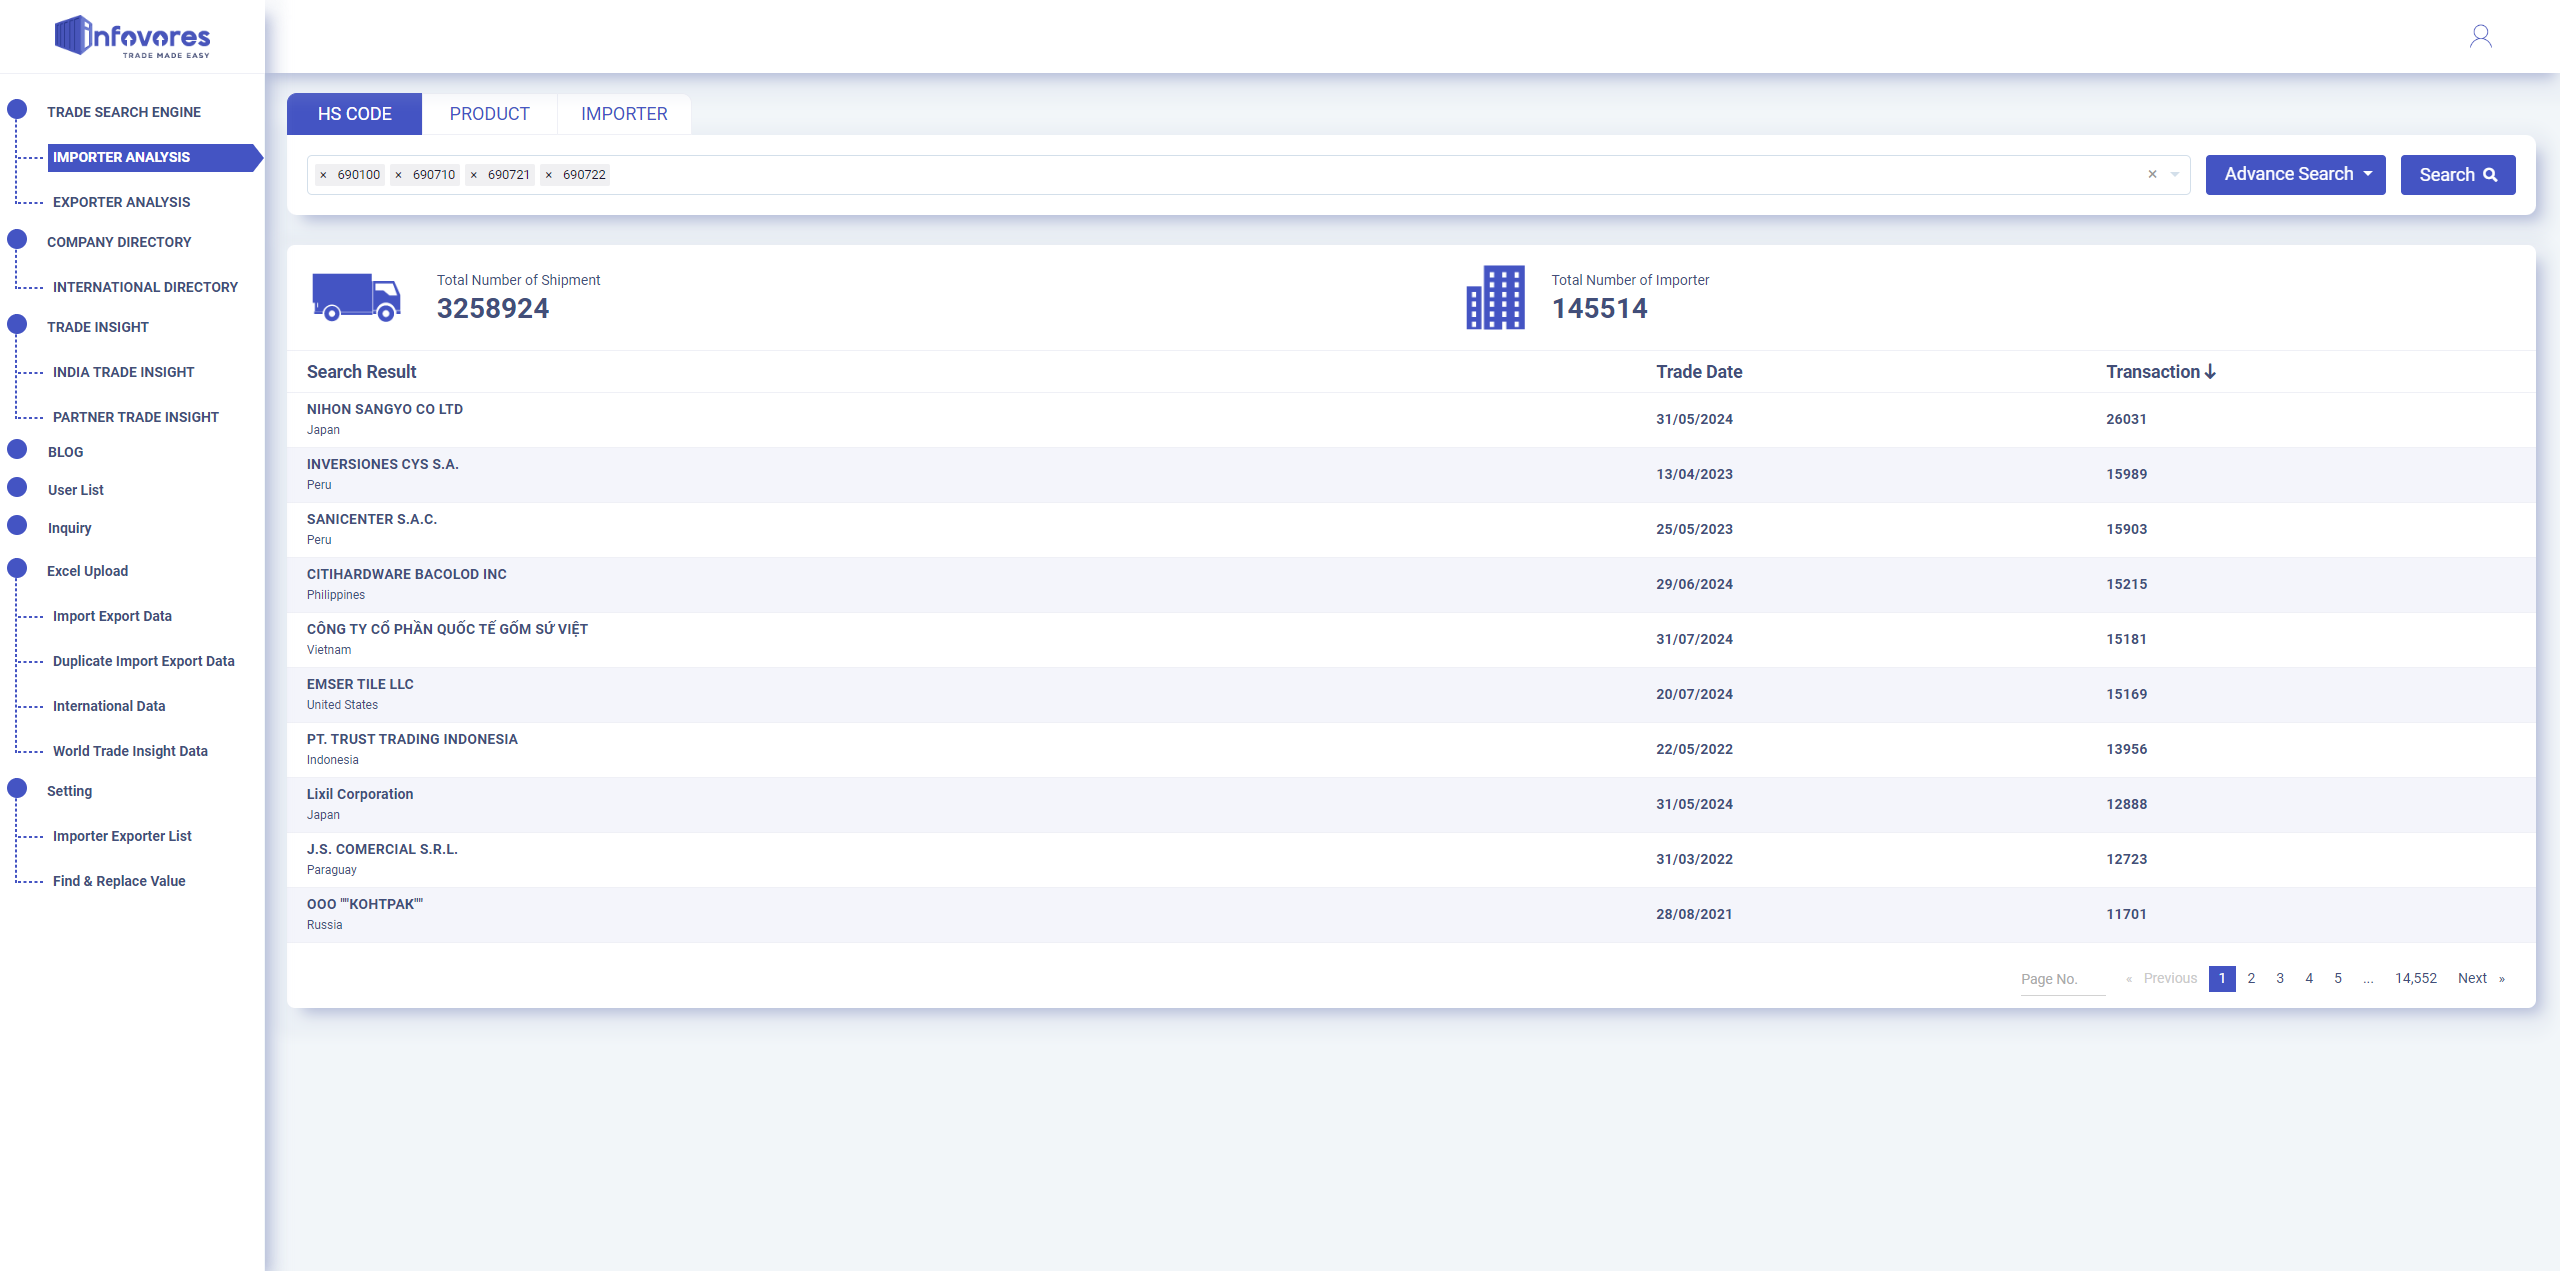 infovores
TRADE MADE EASY
TRADE SEARCH ENGINE
IMPORTER ANALYSIS
EXPORTER ANALYSIS
COMPANY DIRECTORY
INTERNATIONAL DIRECTORY
TRADE INSIGHT
INDIA TRADE INSIGHT
PARTNER TRADE INSIGHT
BLOG
User List
Inquiry
Excel Upload
Import Export Data
Duplicate Import Export Data
International Data
World Trade Insight Data
Setting
Importer Exporter List
Find & Replace Value
HS CODE PRODUCT IMPORTER
× 690100 × 690710 × 690721 × 690722 × Advance Search Search
Total Number of Shipment
3258924
Total Number of Importer
145514
Search Result Trade Date Transaction
NIHON SANGYO CO LTD
Japan
31/05/2024 26031
INVERSIONES CYS S.A.
Peru
13/04/2023 15989
SANICENTER S.A.C.
Peru
25/05/2023 15903
CITIHARDWARE BACOLOD INC
Philippines
29/06/2024 15215
CÔNG TY CỔ PHẦN QUỐC TẾ GỐM SỨ VIỆT
Vietnam
31/07/2024 15181
EMSER TILE LLC
United States
20/07/2024 15169
PT. TRUST TRADING INDONESIA
Indonesia
22/05/2022 13956
Lixil Corporation
Japan
31/05/2024 12888
J.S. COMERCIAL S.R.L.
Paraguay
31/03/2022 12723
ООО ""КОНТРАК""
Russia
28/08/2021 11701
Page No. « Previous 1 2 3 4 5 ... 14,552 Next »